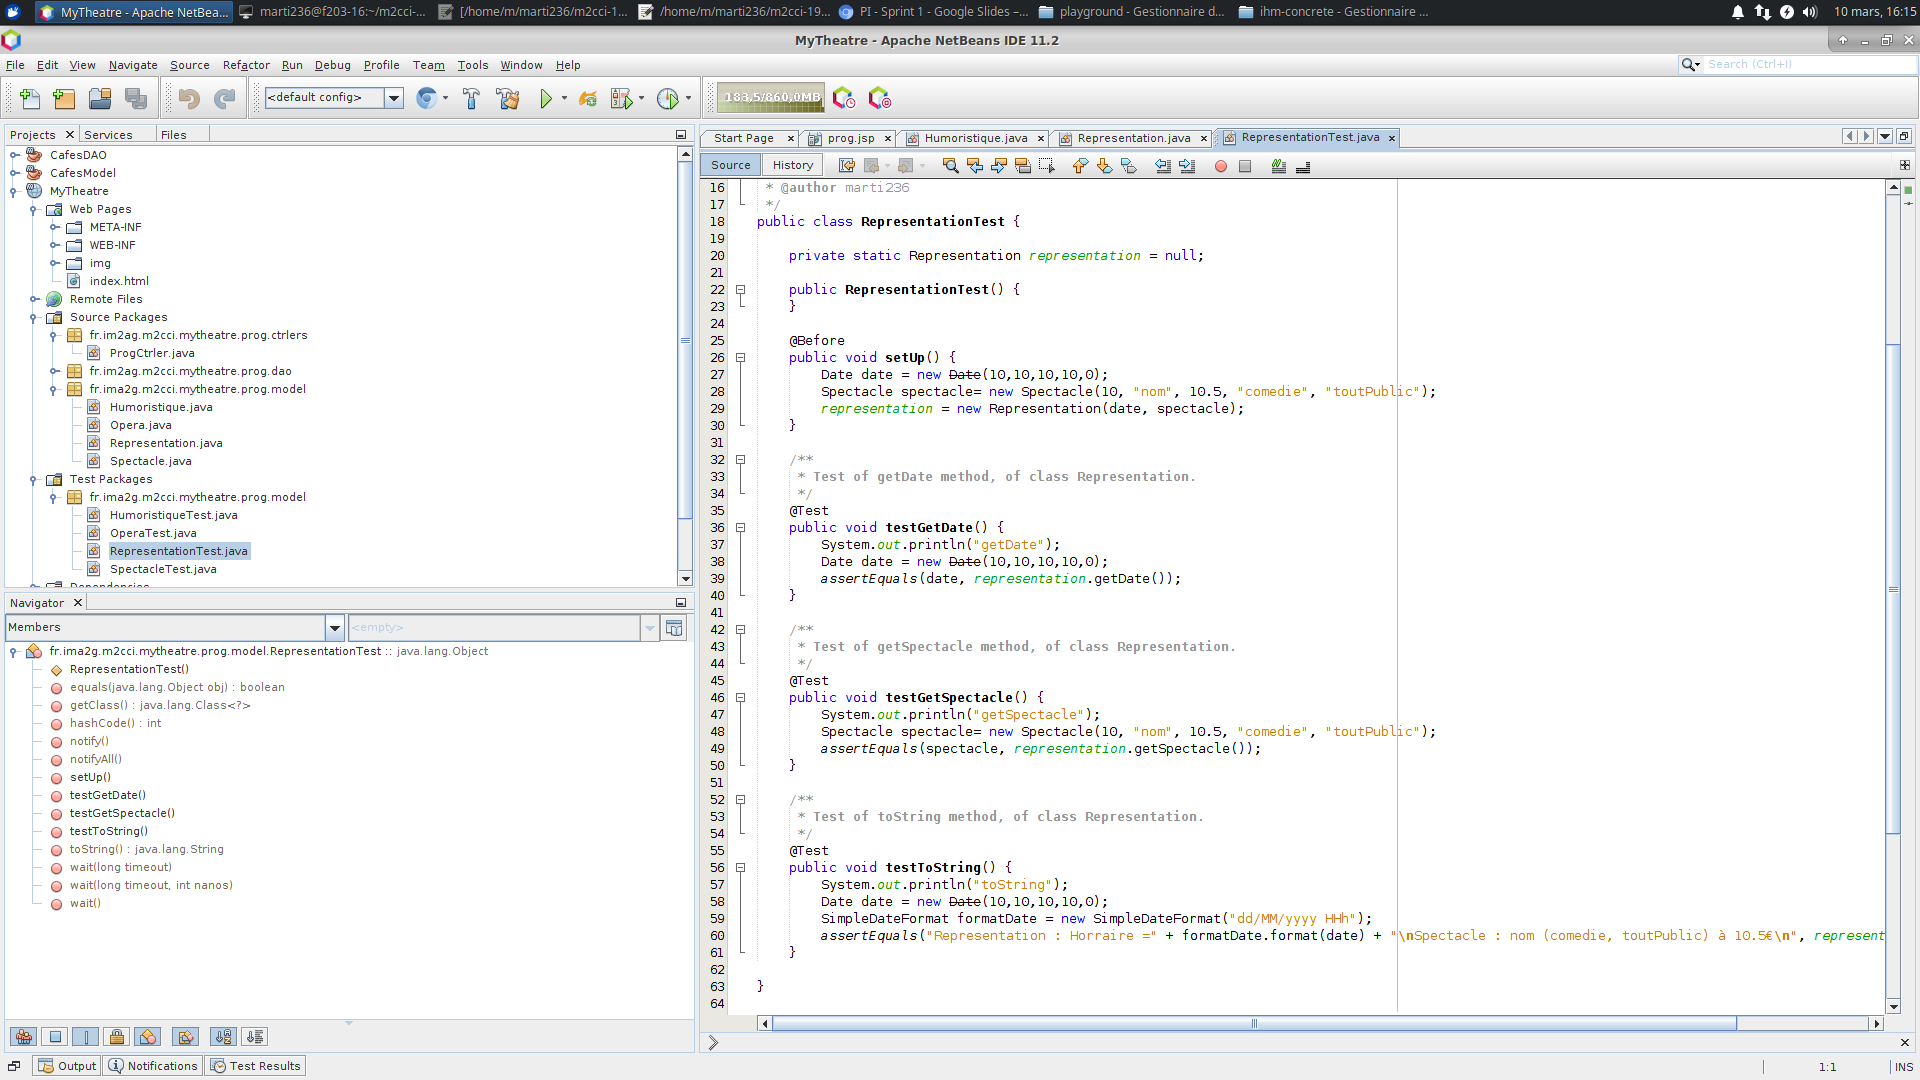 MyTheatre - Apache NetBea...
marti236@f203-16:~/m2cci-...
[/home/m/marti236/m2cci-1...
/home/m/marti236/m2cci-19...
PI - Sprint 1 - Google Slides –...
playground - Gestionnaire d...
ihm-concrete - Gestionnaire ...
10 mars, 16:15
MyTheatre - Apache NetBeans IDE 11.2
File Edit View Navigate Source Refactor Run Debug Profile Team Tools Window Help
Search (Ctrl+I)
<default config>
183,5/860,0MB
Projects Services Files
CafesDAO
CafesModel
MyTheatre
Web Pages
META-INF
WEB-INF
img
index.html
Remote Files
Source Packages
fr.im2ag.m2cci.mytheatre.prog.ctrlers
ProgCtrler.java
fr.im2ag.m2cci.mytheatre.prog.dao
fr.ima2g.m2cci.mytheatre.prog.model
Humoristique.java
Opera.java
Representation.java
Spectacle.java
Test Packages
fr.ima2g.m2cci.mytheatre.prog.model
HumoristiqueTest.java
OperaTest.java
RepresentationTest.java
SpectacleTest.java
Dependencies
Navigator
Members
<empty>
fr.ima2g.m2cci.mytheatre.prog.model.RepresentationTest :: java.lang.Object
RepresentationTest()
equals(java.lang.Object obj) : boolean
getClass() : java.lang.Class<?>
hashCode() : int
notify()
notifyAll()
setUp()
testGetDate()
testGetSpectacle()
testToString()
toString() : java.lang.String
wait(long timeout)
wait(long timeout, int nanos)
wait()
Start Page prog.jsp Humoristique.java Representation.java RepresentationTest.java
Source History
16 * @author marti236
17 */
18 public class RepresentationTest {
19
20 private static Representation representation = null;
21
22 public RepresentationTest() {
23 }
24
25 @Before
26 public void setUp() {
27 Date date = new Date(10,10,10,10,0);
28 Spectacle spectacle= new Spectacle(10, "nom", 10.5, "comedie", "toutPublic");
29 representation = new Representation(date, spectacle);
30 }
31
32 /**
33 * Test of getDate method, of class Representation.
34 */
35 @Test
36 public void testGetDate() {
37 System.out.println("getDate");
38 Date date = new Date(10,10,10,10,0);
39 assertEquals(date, representation.getDate());
40 }
41
42 /**
43 * Test of getSpectacle method, of class Representation.
44 */
45 @Test
46 public void testGetSpectacle() {
47 System.out.println("getSpectacle");
48 Spectacle spectacle= new Spectacle(10, "nom", 10.5, "comedie", "toutPublic");
49 assertEquals(spectacle, representation.getSpectacle());
50 }
51
52 /**
53 * Test of toString method, of class Representation.
54 */
55 @Test
56 public void testToString() {
57 System.out.println("toString");
58 Date date = new Date(10,10,10,10,0);
59 SimpleDateFormat formatDate = new SimpleDateFormat("dd/MM/yyyy HHh");
60 assertEquals("Representation : Horraire =" + formatDate.format(date) + "\nSpectacle : nom (comedie, toutPublic) à 10.5€\n", represent
61 }
62
63 }
64
Output Notifications Test Results
1:1 INS